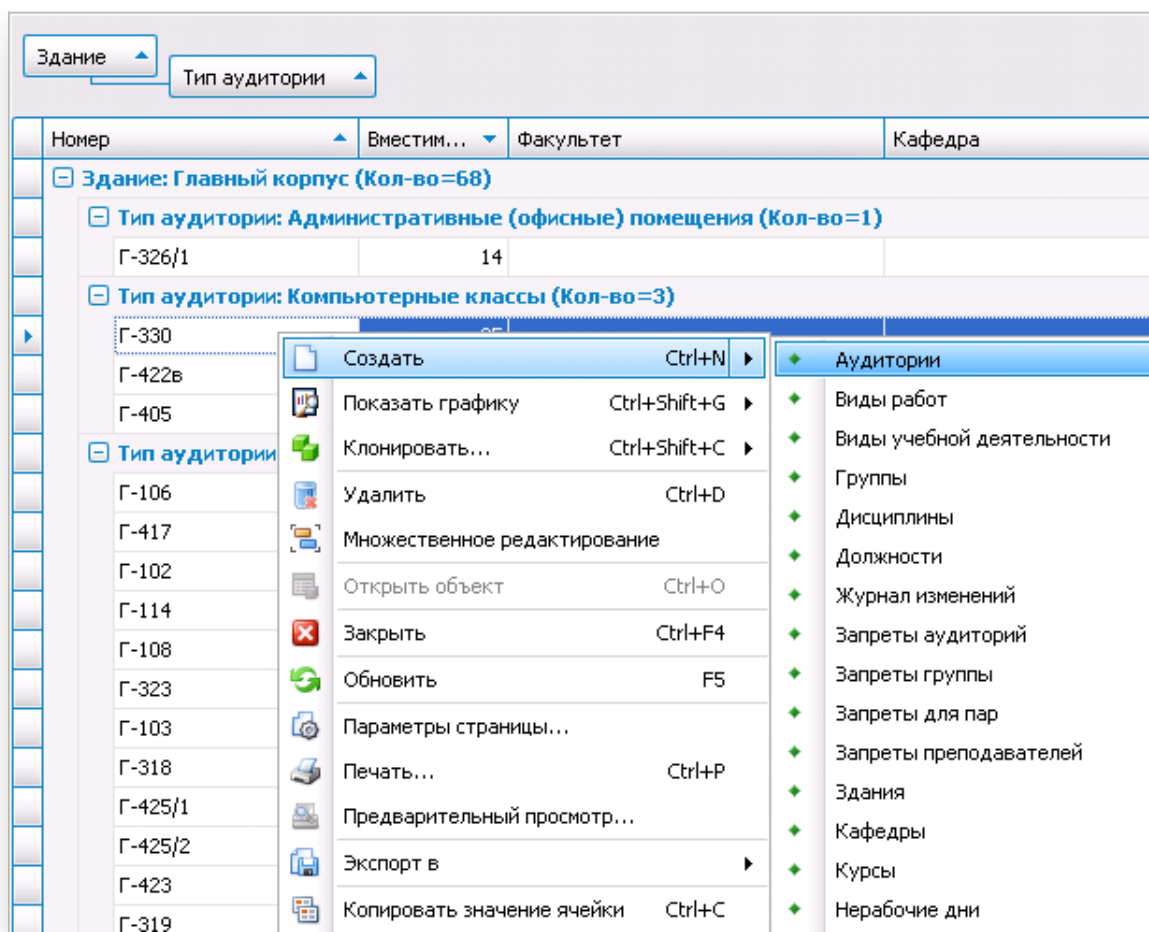 Здание
Тип аудитории
Номер Вместим... Факультет Кафедра
Здание: Главный корпус (Кол-во=68)
Тип аудитории: Административные (офисные) помещения (Кол-во=1)
Г-326/1 14
Тип аудитории: Компьютерные классы (Кол-во=3)
Г-330
Г-422в
Г-405
Тип аудитории
Г-106
Г-417
Г-102
Г-114
Г-108
Г-323
Г-103
Г-318
Г-425/1
Г-425/2
Г-423
Г-319
Создать Ctrl+N
Показать графику Ctrl+Shift+G
Клонировать... Ctrl+Shift+C
Удалить Ctrl+D
Множественное редактирование
Открыть объект Ctrl+O
Закрыть Ctrl+F4
Обновить F5
Параметры страницы...
Печать... Ctrl+P
Предварительный просмотр...
Экспорт в
Копировать значение ячейки Ctrl+C
Аудитории
Виды работ
Виды учебной деятельности
Группы
Дисциплины
Должности
Журнал изменений
Запреты аудиторий
Запреты группы
Запреты для пар
Запреты преподавателей
Здания
Кафедры
Курсы
Нерабочие дни